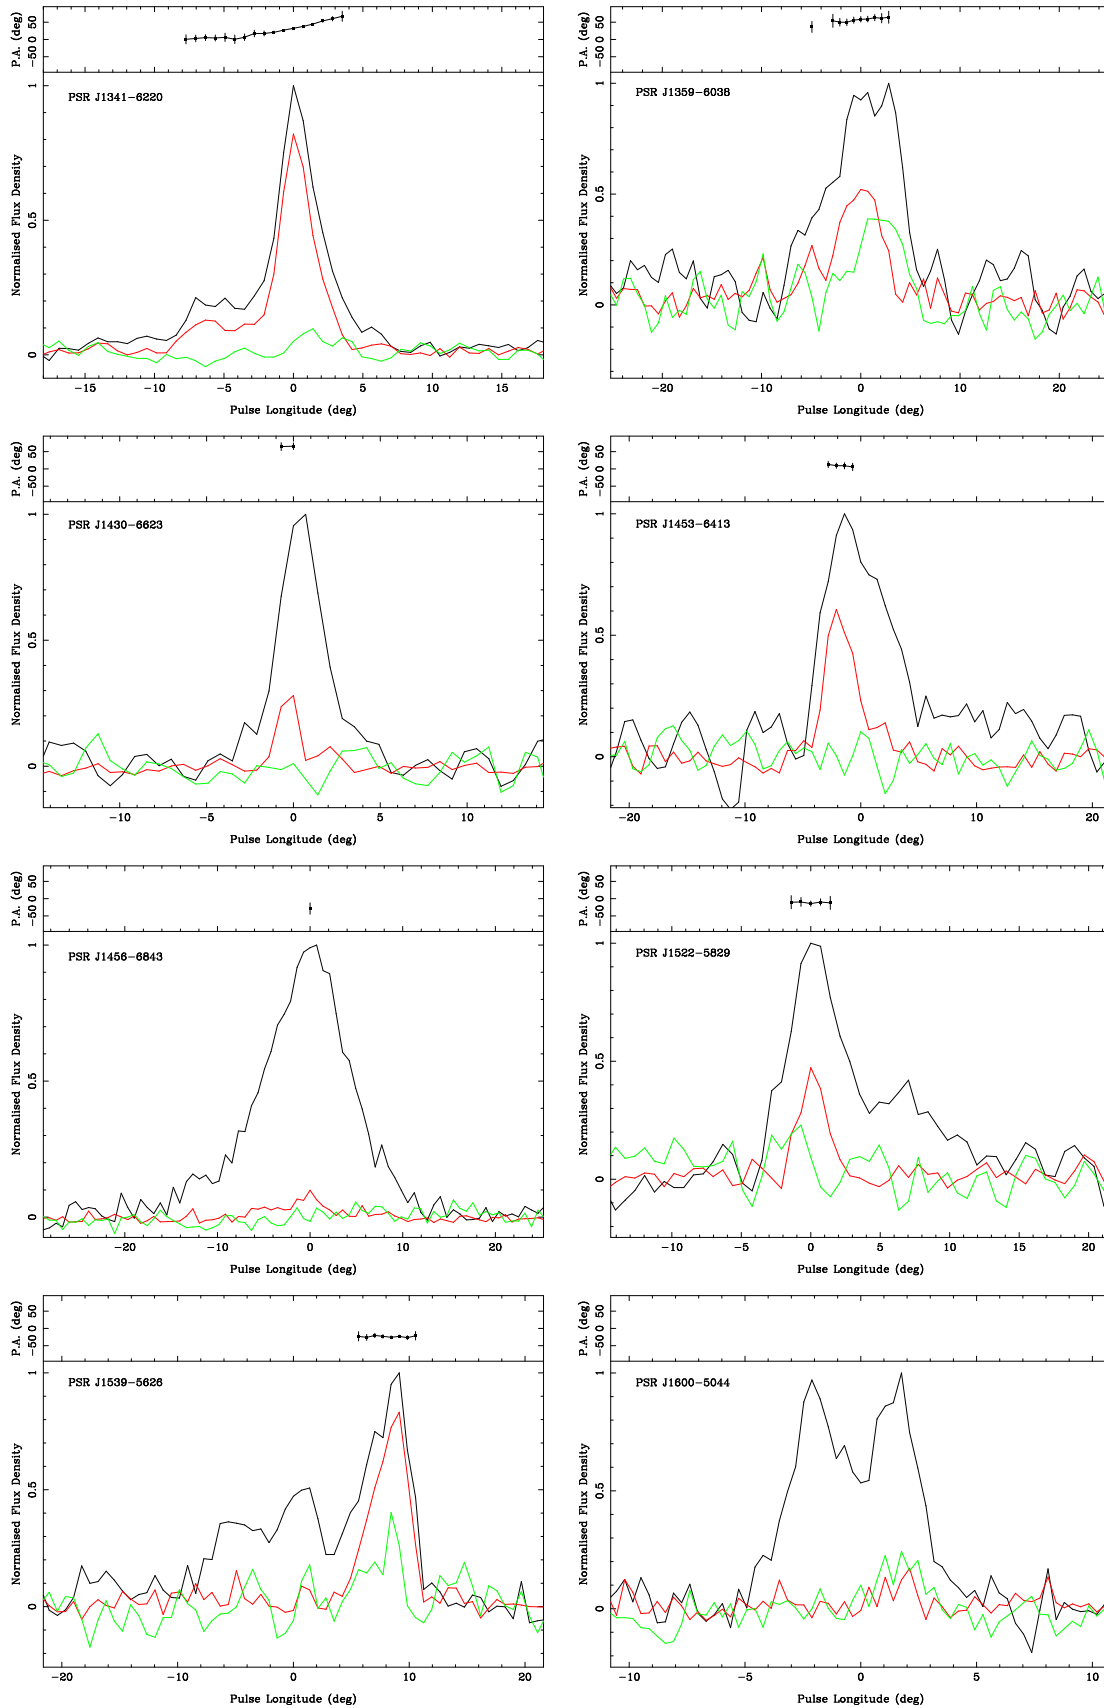 P.A. (deg)
−50 0 50
PSR J1341−6220
Normalised Flux Density
0 0.5 1
−15 −10 −5 0 5 10 15
Pulse Longitude (deg)
P.A. (deg)
−50 0 50
PSR J1359−6038
Normalised Flux Density
0 0.5 1
−20 −10 0 10 20
Pulse Longitude (deg)
P.A. (deg)
−50 0 50
PSR J1430−6623
Normalised Flux Density
0 0.5 1
−10 −5 0 5 10
Pulse Longitude (deg)
P.A. (deg)
−50 0 50
PSR J1453−6413
Normalised Flux Density
0 0.5 1
−20 −10 0 10 20
Pulse Longitude (deg)
P.A. (deg)
−50 0 50
PSR J1456−6843
Normalised Flux Density
0 0.5 1
−20 −10 0 10 20
Pulse Longitude (deg)
P.A. (deg)
−50 0 50
PSR J1522−5829
Normalised Flux Density
0 0.5 1
−10 −5 0 5 10 15 20
Pulse Longitude (deg)
P.A. (deg)
−50 0 50
PSR J1539−5626
Normalised Flux Density
0 0.5 1
−20 −10 0 10 20
Pulse Longitude (deg)
P.A. (deg)
−50 0 50
PSR J1600−5044
Normalised Flux Density
0 0.5 1
−10 −5 0 5 10
Pulse Longitude (deg)